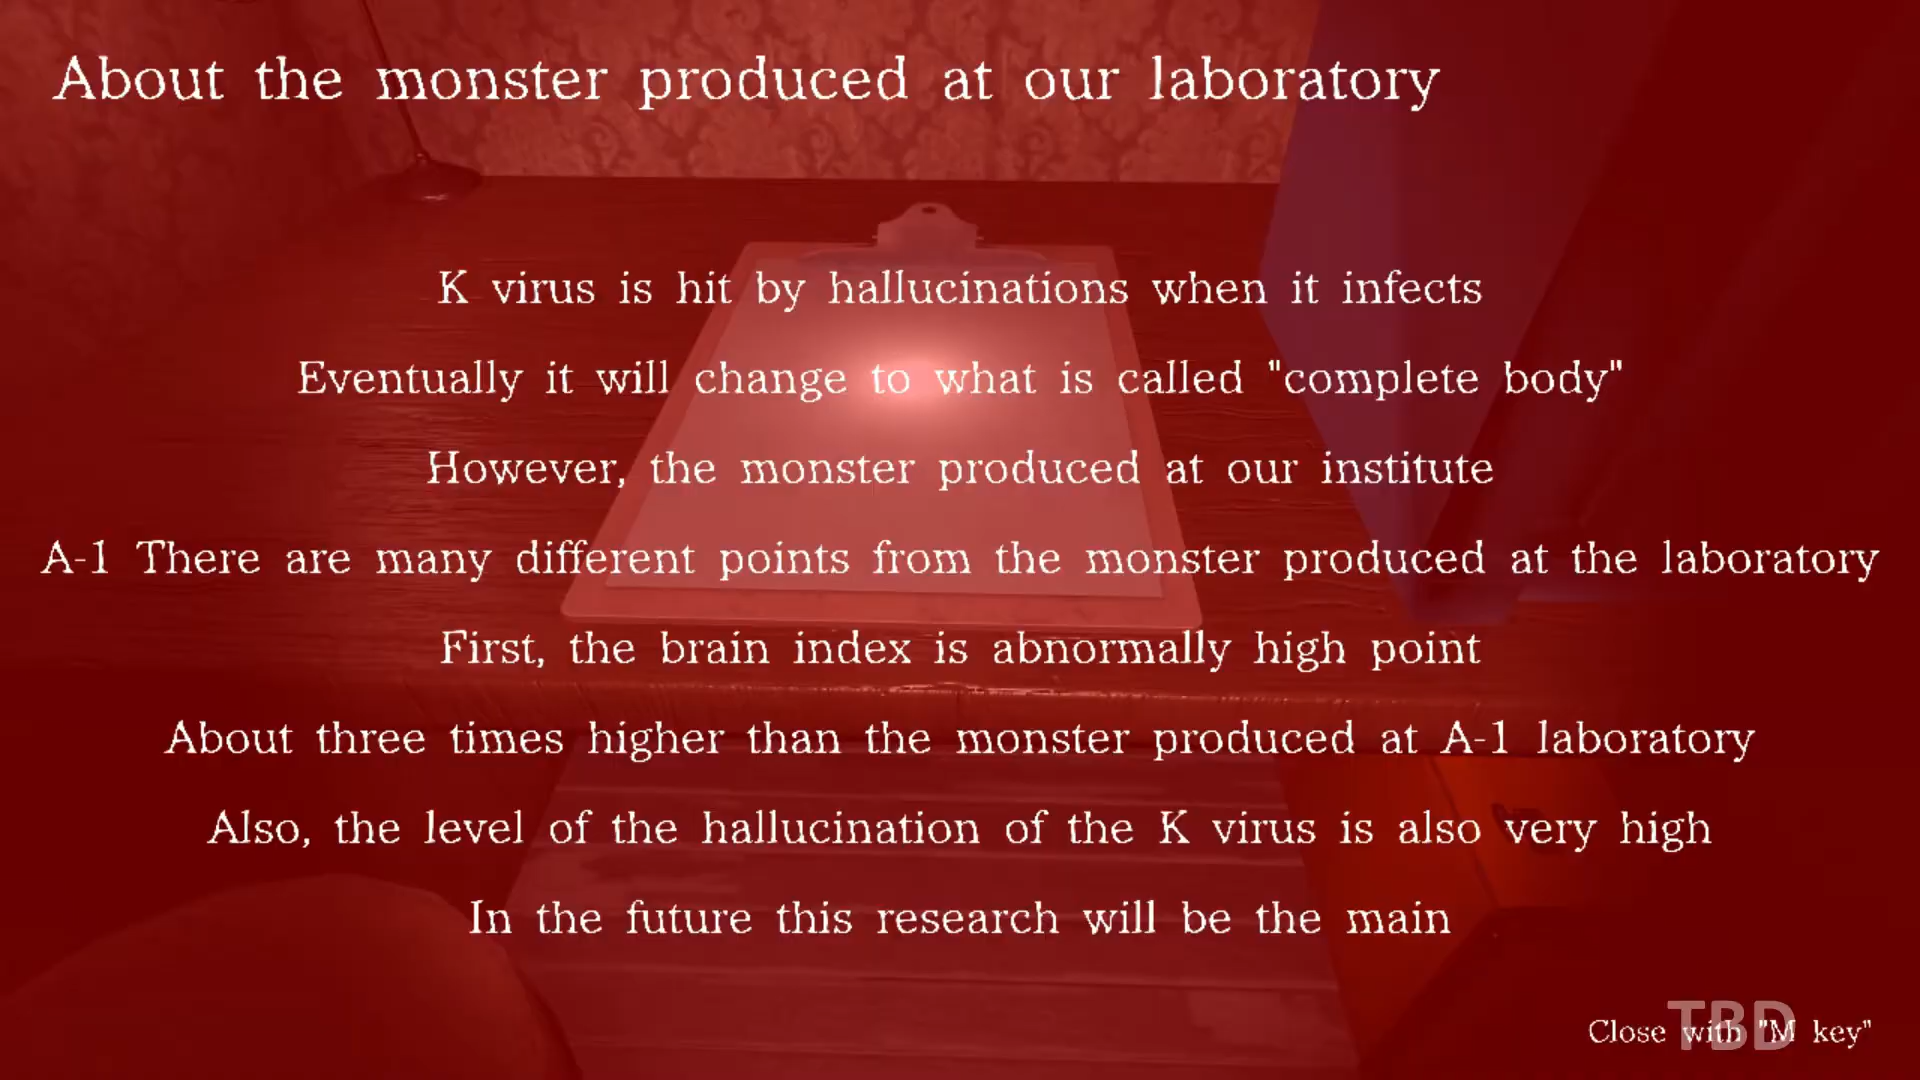 About the monster produced at our laboratory
K virus is hit by hallucinations when it infects
Eventually it will change to what is called "complete body"
However, the monster produced at our institute
A-1 There are many different points from the monster produced at the laboratory
First, the brain index is abnormally high point
About three times higher than the monster produced at A-1 laboratory
Also, the level of the hallucination of the K virus is also very high
In the future this research will be the main
Close with "M key"
TBD